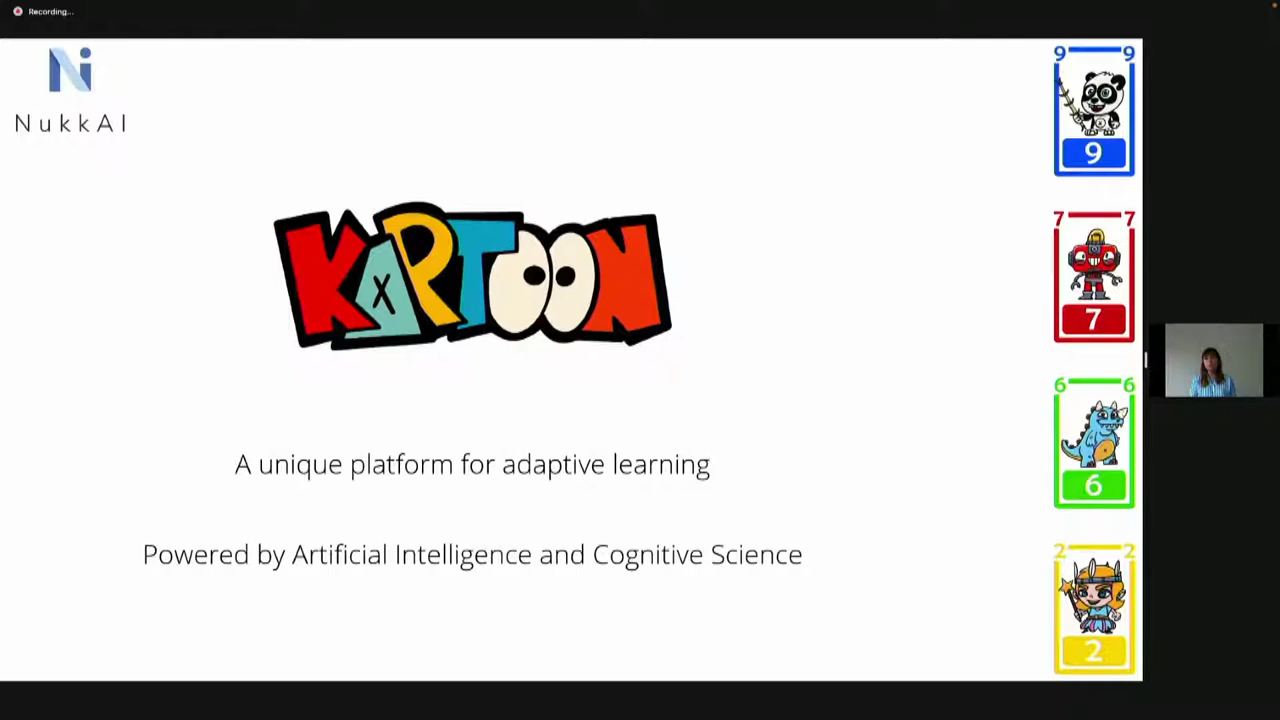 Recording...
NukkAI
KARTOON
A unique platform for adaptive learning
Powered by Artificial Intelligence and Cognitive Science
9 9
9
7 7
7
6 6
6
2 2
2